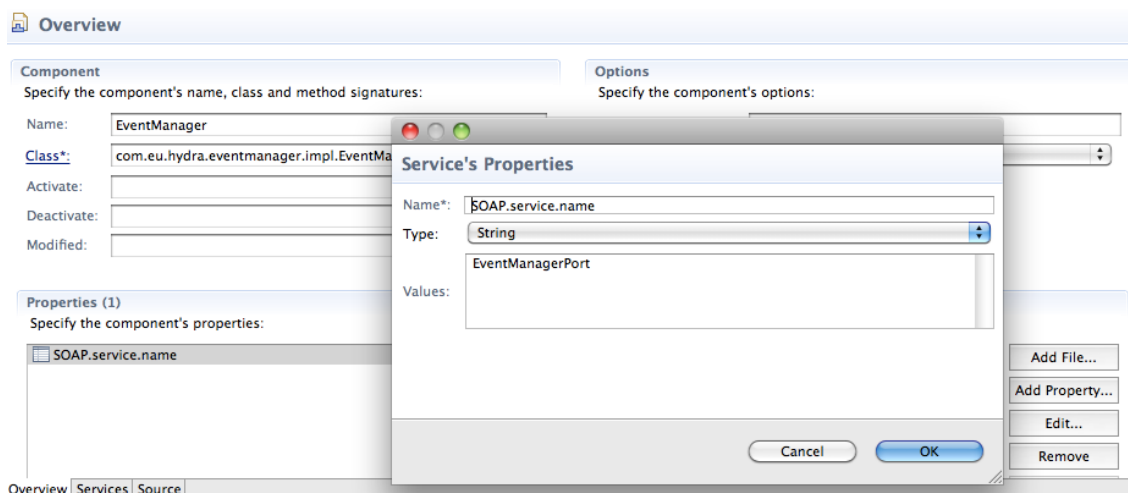 Overview
Component
Specify the component's name, class and method signatures:
Name: EventManager
Class*: com.eu.hydra.eventmanager.impl.EventMa
Activate:
Deactivate:
Modified:
Options
Specify the component's options:
Service's Properties
Name*: SOAP.service.name
Type: String
Values: EventManagerPort
Cancel OK
Properties (1)
Specify the component's properties:
SOAP.service.name
Add File...
Add Property...
Edit...
Remove
Overview Services Source